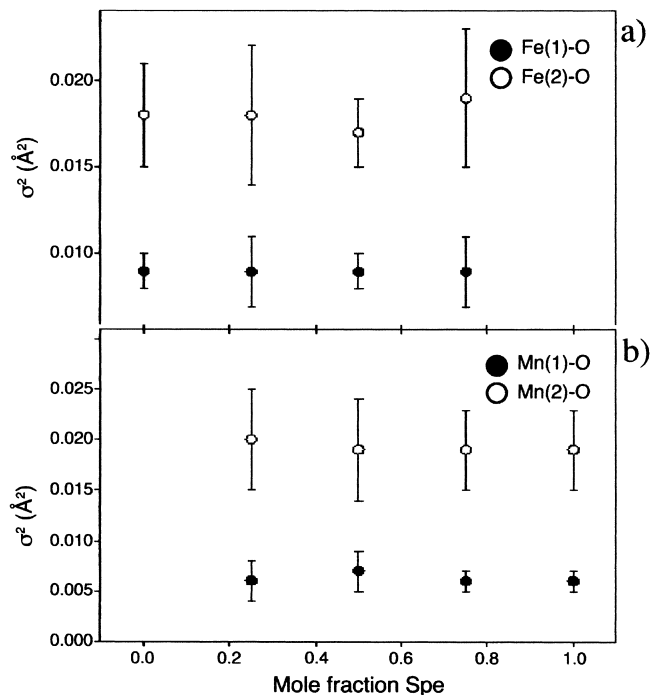 a)
Fe(1)-O
Fe(2)-O
0.020
0.015
0.010
σ² (Å²)
b)
Mn(1)-O
Mn(2)-O
0.025
0.020
0.015
0.010
0.005
0.000
σ² (Å²)
0.0 0.2 0.4 0.6 0.8 1.0
Mole fraction Spe